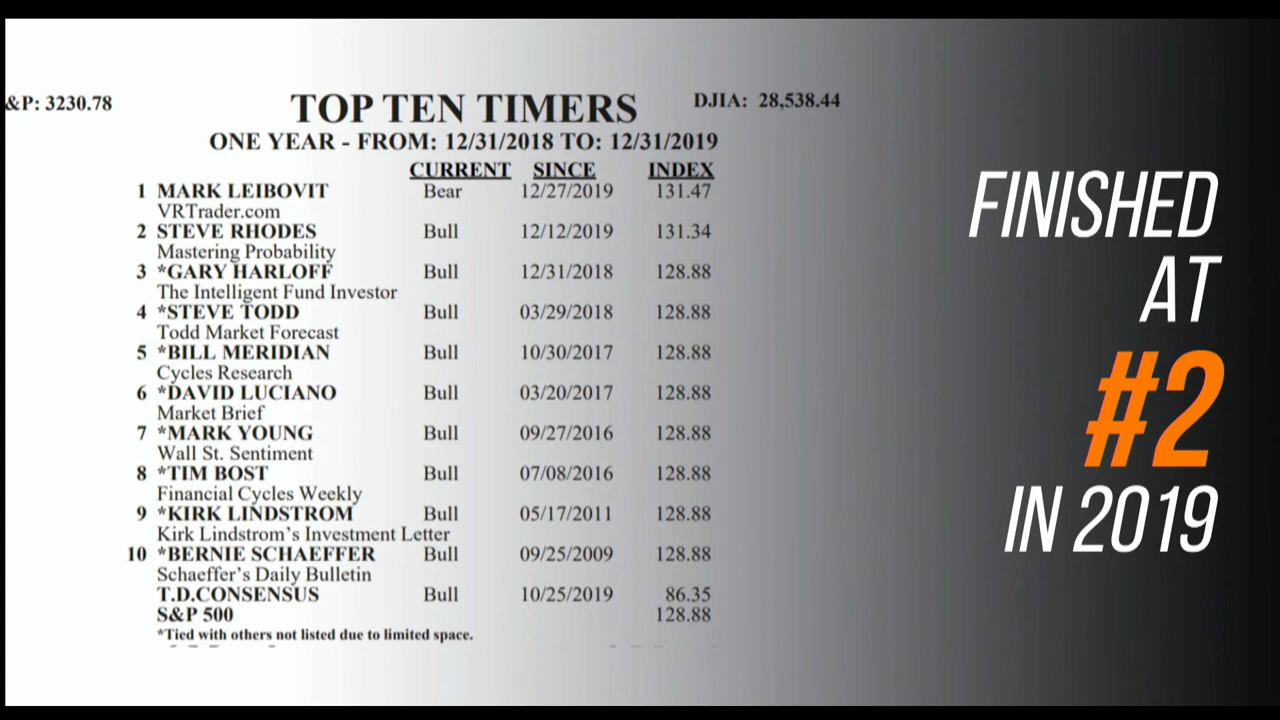 &P: 3230.78
TOP TEN TIMERS
DJIA: 28,538.44
ONE YEAR - FROM: 12/31/2018 TO: 12/31/2019
CURRENT SINCE INDEX
1 MARK LEIBOVIT Bear 12/27/2019 131.47
VRTrader.com
2 STEVE RHODES Bull 12/12/2019 131.34
Mastering Probability
3 *GARY HARLOFF Bull 12/31/2018 128.88
The Intelligent Fund Investor
4 *STEVE TODD Bull 03/29/2018 128.88
Todd Market Forecast
5 *BILL MERIDIAN Bull 10/30/2017 128.88
Cycles Research
6 *DAVID LUCIANO Bull 03/20/2017 128.88
Market Brief
7 *MARK YOUNG Bull 09/27/2016 128.88
Wall St. Sentiment
8 *TIM BOST Bull 07/08/2016 128.88
Financial Cycles Weekly
9 *KIRK LINDSTROM Bull 05/17/2011 128.88
Kirk Lindstrom's Investment Letter
10 *BERNIE SCHAEFFER Bull 09/25/2009 128.88
Schaeffer's Daily Bulletin
T.D.CONSENSUS Bull 10/25/2019 86.35
S&P 500 128.88
*Tied with others not listed due to limited space.
FINISHED
AT
#2
IN 2019